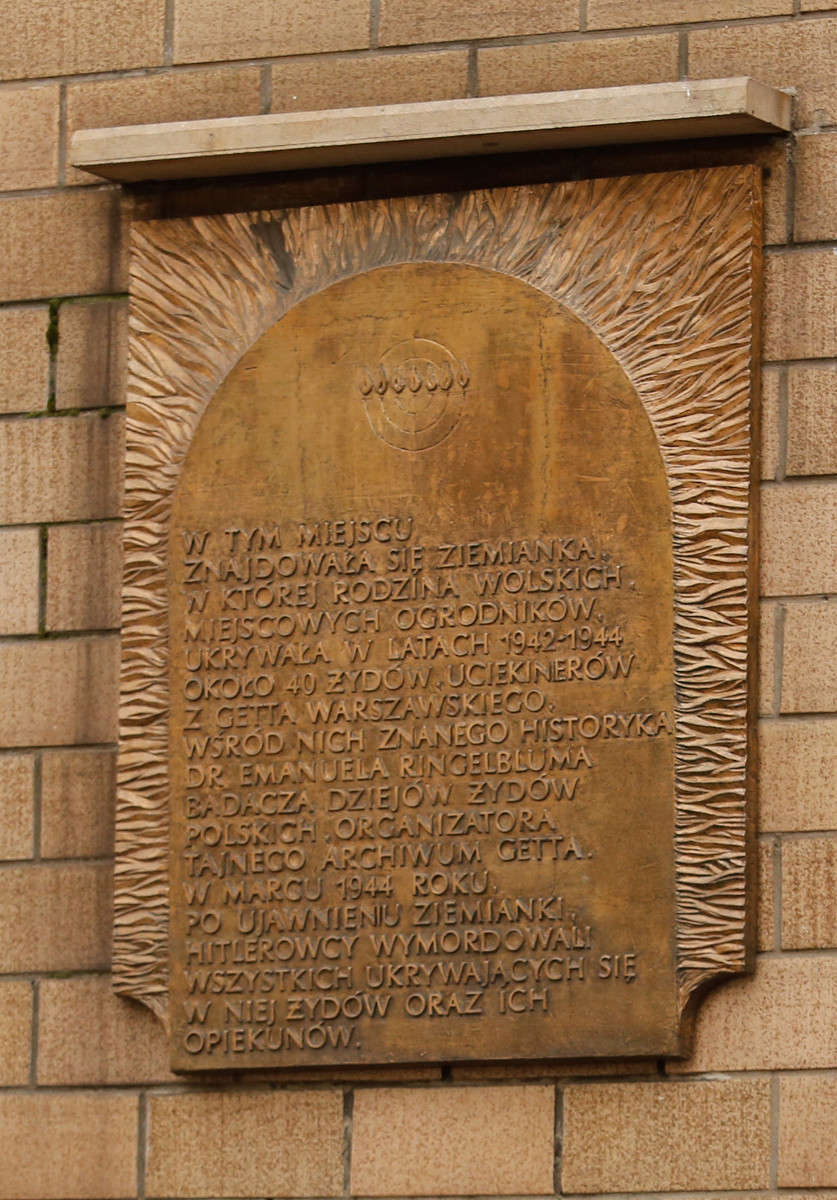 W TYM MIEJSCU
ZNAJDOWAŁA SIĘ ZIEMIANKA,
W KTÓREJ RODZINA WOLSKICH,
MIEJSCOWYCH OGRODNIKÓW,
UKRYWAŁA W LATACH 1942-1944
OKOŁO 40 ŻYDÓW, UCIEKINIERÓW
Z GETTA WARSZAWSKIEGO.
WŚRÓD NICH ZNANEGO HISTORYKA
DR. EMANUELA RINGELBLUMA
BADACZA DZIEJÓW ŻYDÓW
POLSKICH, ORGANIZATORA
TAJNEGO ARCHIWUM GETTA.
W MARCU 1944 ROKU,
PO UJAWNIENIU ZIEMIANKI,
HITLEROWCY WYMORDOWALI
WSZYSTKICH UKRYWAJĄCYCH SIĘ
W NIEJ ŻYDÓW ORAZ ICH
OPIEKUNÓW.